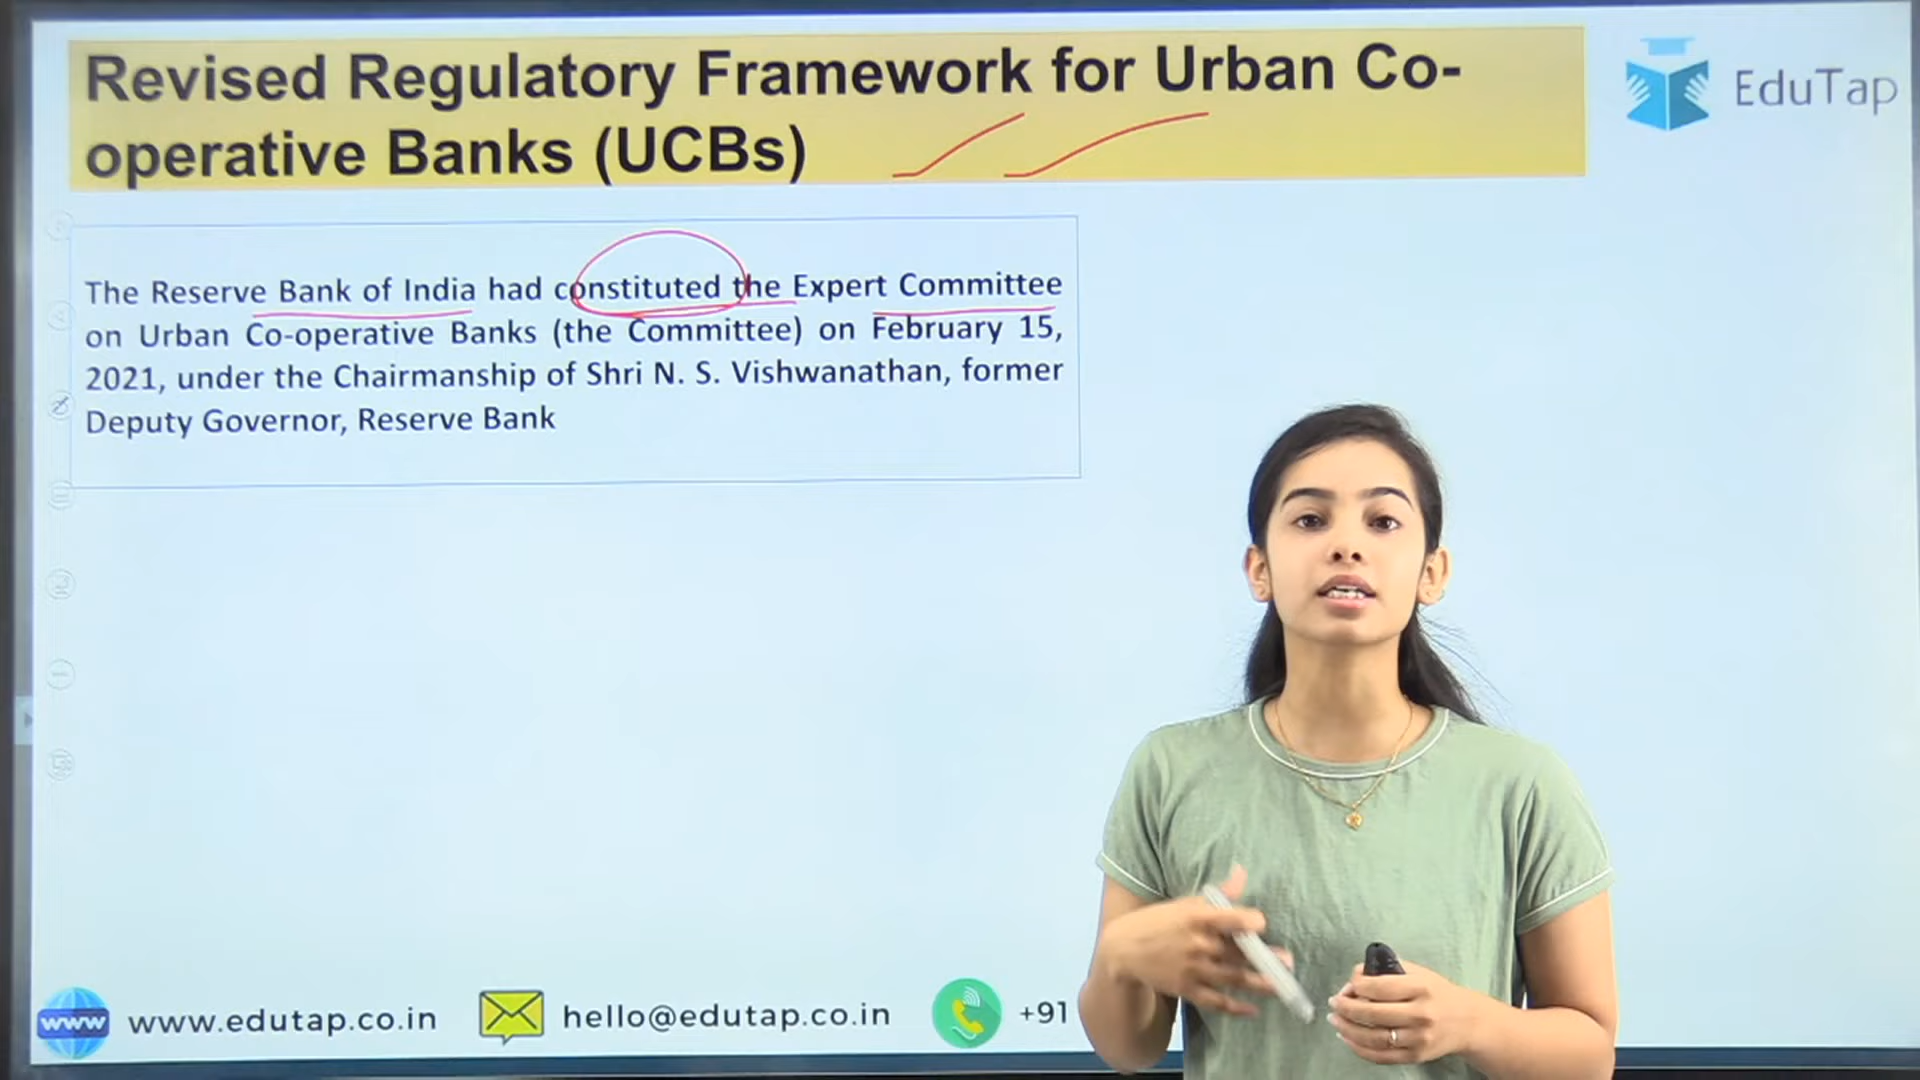 Revised Regulatory Framework for Urban Co-
operative Banks (UCBs)
EduTap
The Reserve Bank of India had constituted the Expert Committee
on Urban Co-operative Banks (the Committee) on February 15,
2021, under the Chairmanship of Shri N. S. Vishwanathan, former
Deputy Governor, Reserve Bank
www www.edutap.co.in hello@edutap.co.in +91